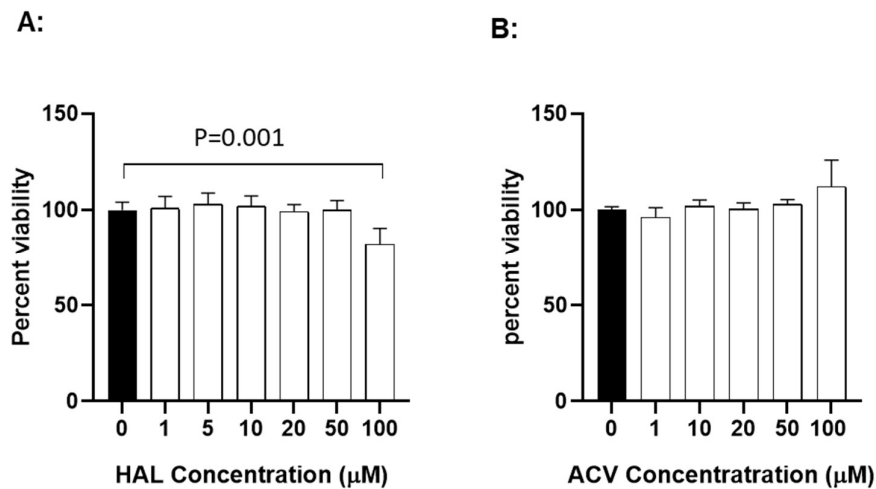 A:
B:
150
100
50
0
P=0.001
Percent viability
0 1 5 10 20 50 100
HAL Concentration (μM)
150
100
50
0
percent viability
0 1 10 20 50 100
ACV Concentratration (μM)